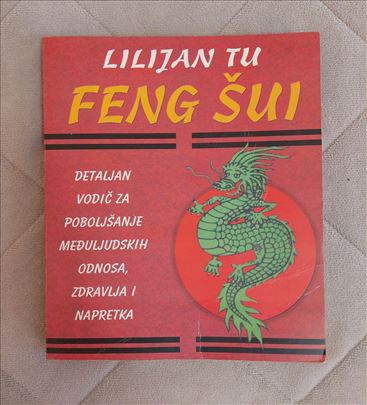 LILIJAN TU
FENG ŠUI
DETALJAN
VODIČ ZA
POBOLJŠANJE
MEĐULJUDSKIH
ODNOSA,
ZDRAVLJA I
NAPRETKA